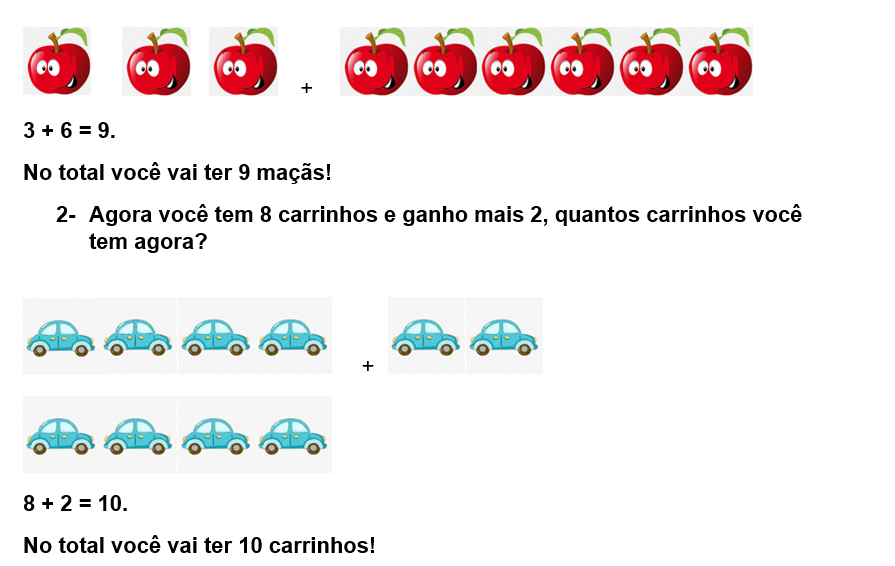 +
3 + 6 = 9.
No total você vai ter 9 maçãs!
2- Agora você tem 8 carrinhos e ganho mais 2, quantos carrinhos você
tem agora?
+
8 + 2 = 10.
No total você vai ter 10 carrinhos!